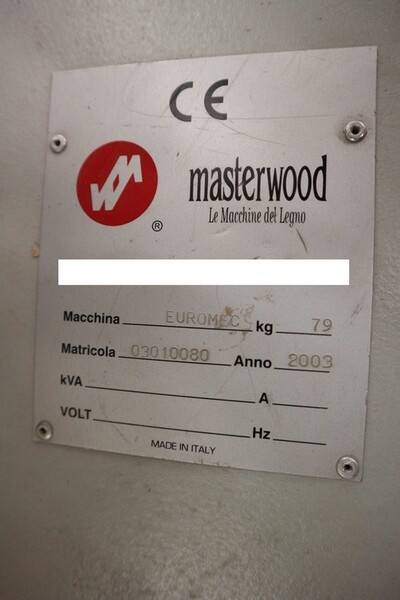 CE
masterwood
Le Macchine del Legno
®
Macchina EUROMEC kg 79
Matricola 03010080 Anno 2003
kVA A
VOLT Hz
MADE IN ITALY